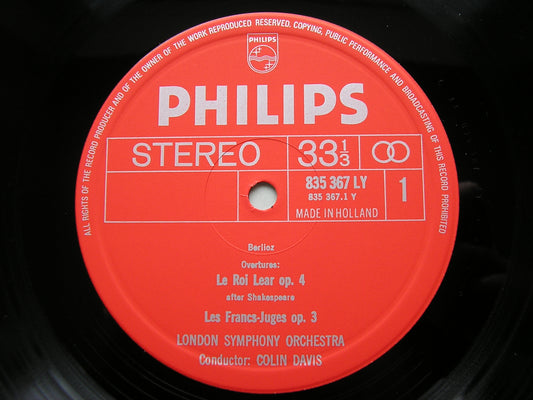 ALL RIGHTS OF THE RECORD PRODUCER AND OF THE OWNER OF THE WORK REPRODUCED RESERVED. COPYING, PUBLIC PERFORMANCE AND BROADCASTING OF THIS RECORD PROHIBITED
PHILIPS
PHILIPS
STEREO 33 1/3
835 367 LY
835 367.1 Y
1
MADE IN HOLLAND
Berlioz
Overtures:
Le Roi Lear op. 4
after Shakespeare
Les Francs-Juges op. 3
LONDON SYMPHONY ORCHESTRA
Conductor: COLIN DAVIS